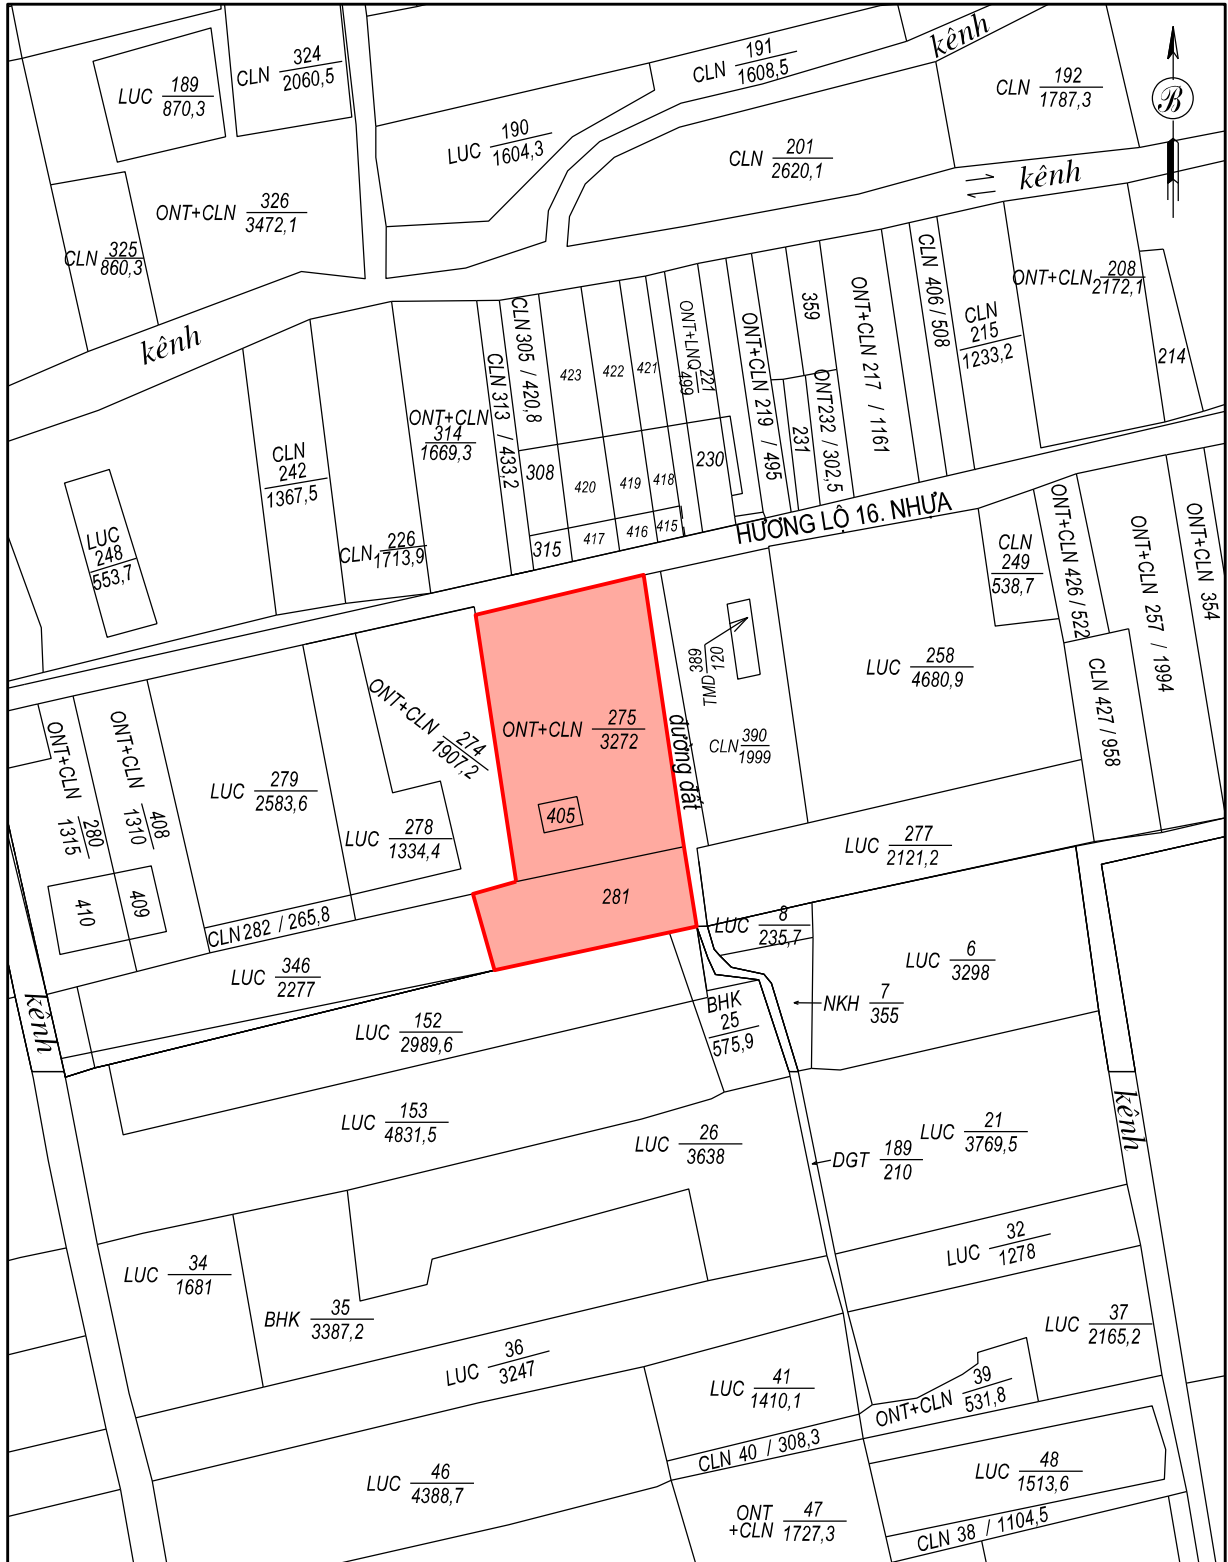 kênh
191
CLN 1608,5
324
CLN 2060,5
189
LUC 870,3
192
CLN 1787,3
B
190
LUC 1604,3
201
CLN 2620,1
kênh
326
ONT+CLN 3472,1
325
CLN 860,3
kênh
CLN 406 / 508
208
ONT+CLN 2172,1
CLN
215
1233,2
214
359
ONT+CLN 217 / 1161
ONT+CLN 219 / 495
ONT+LNQ 221
499
CLN 305 / 420,8
CLN 313 / 433,2
423
422
421
ONT+CLN
314
1669,3
ONT232 / 302,5
231
230
CLN
242
1367,5
308
420
419
418
417
416
415
315
226
CLN 1713,9
LUC
248
553,7
HƯƠNG LỘ 16. NHỰA
CLN
249
538,7
ONT+CLN 426 / 522
ONT+CLN 257 / 1994
ONT+CLN 354
CLN 427 / 958
258
LUC 4680,9
389
TMD 120
390
CLN 1999
đường đất
275
ONT+CLN 3272
405
281
274
ONT+CLN 1907,2
279
LUC 2583,6
278
LUC 1334,4
280
ONT+CLN 1315
408
ONT+CLN 1310
410
409
277
LUC 2121,2
CLN 282 / 265,8
346
LUC 2277
8
LUC 235,7
6
LUC 3298
7
NKH 355
BHK
25
575,9
kênh
152
LUC 2989,6
153
LUC 4831,5
26
LUC 3638
21
LUC 3769,5
kênh
189
DGT 210
32
LUC 1278
34
LUC 1681
35
BHK 3387,2
37
LUC 2165,2
36
LUC 3247
41
LUC 1410,1
39
ONT+CLN 531,8
CLN 40 / 308,3
46
LUC 4388,7
48
LUC 1513,6
ONT 47
+CLN 1727,3
CLN 38 / 1104,5